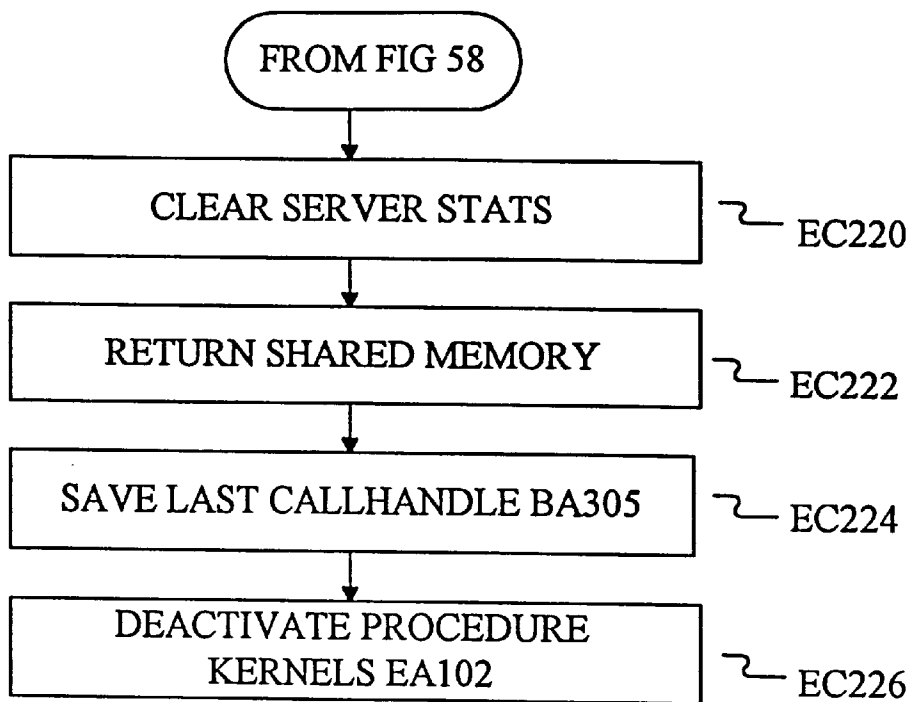 FROM FIG 58
CLEAR SERVER STATS
EC220
RETURN SHARED MEMORY
EC222
SAVE LAST CALLHANDLE BA305
EC224
DEACTIVATE PROCEDURE
KERNELS EA102
EC226